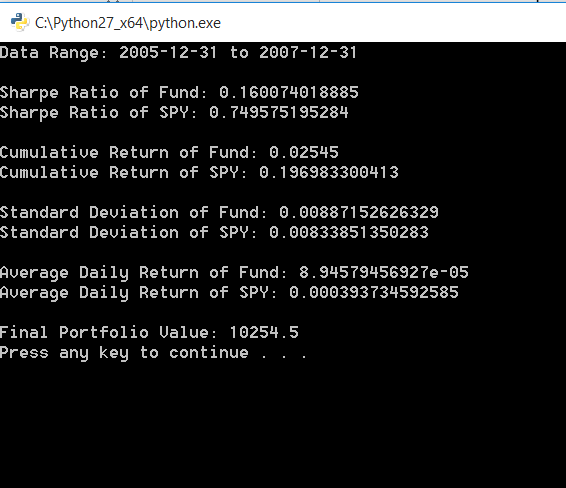 C:\Python27_x64\python.exe
Data Range: 2005-12-31 to 2007-12-31
Sharpe Ratio of Fund: 0.160074018885
Sharpe Ratio of SPY: 0.749575195284
Cumulative Return of Fund: 0.02545
Cumulative Return of SPY: 0.196983300413
Standard Deviation of Fund: 0.00887152626329
Standard Deviation of SPY: 0.00833851350283
Average Daily Return of Fund: 8.94579456927e-05
Average Daily Return of SPY: 0.000393734592585
Final Portfolio Value: 10254.5
Press any key to continue . . .